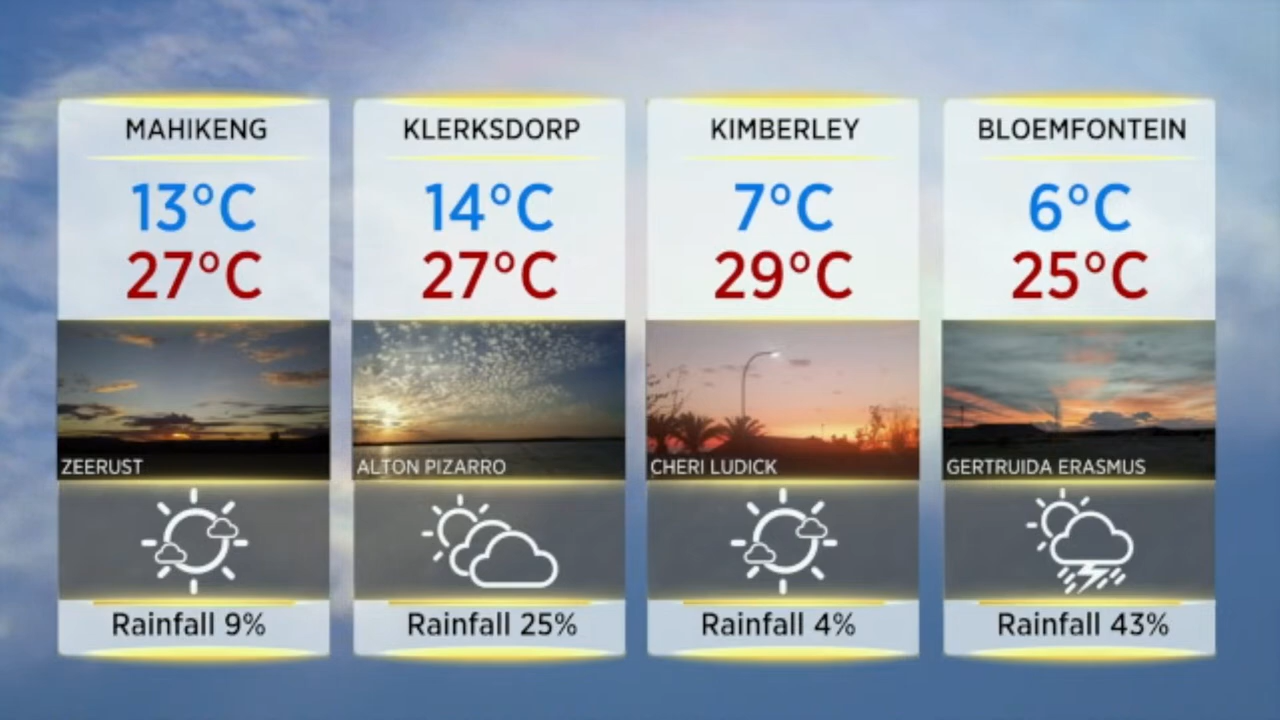 MAHIKENG
13°C
27°C
ZEERUST
Rainfall 9%
KLERKSDORP
14°C
27°C
ALTON PIZARRO
Rainfall 25%
KIMBERLEY
7°C
29°C
CHERI LUDICK
Rainfall 4%
BLOEMFONTEIN
6°C
25°C
GERTRUIDA ERASMUS
Rainfall 43%